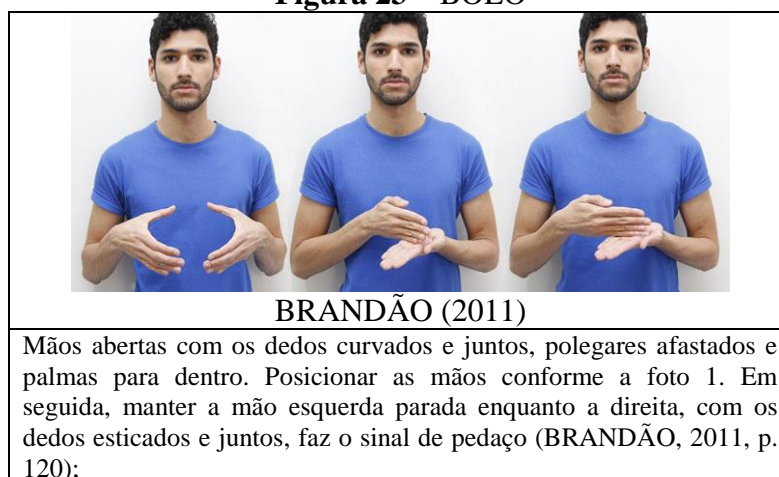 BRANDÃO (2011)
Mãos abertas com os dedos curvados e juntos, polegares afastados e
palmas para dentro. Posicionar as mãos conforme a foto 1. Em
seguida, manter a mão esquerda parada enquanto a direita, com os
dedos esticados e juntos, faz o sinal de pedaço (BRANDÃO, 2011, p.
120);